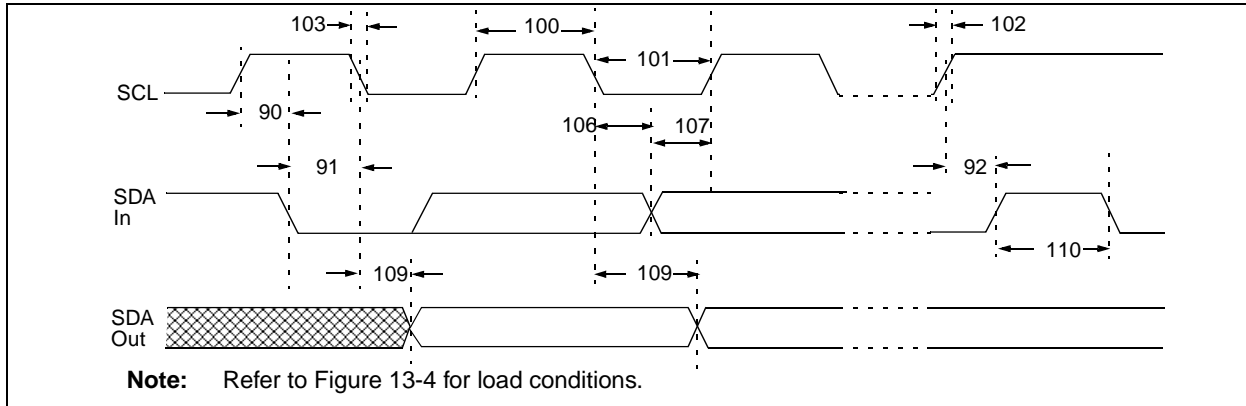 103
100
102
101
SCL
90
106
107
91
92
SDA
In
109
109
110
SDA
Out
Note: Refer to Figure 13-4 for load conditions.